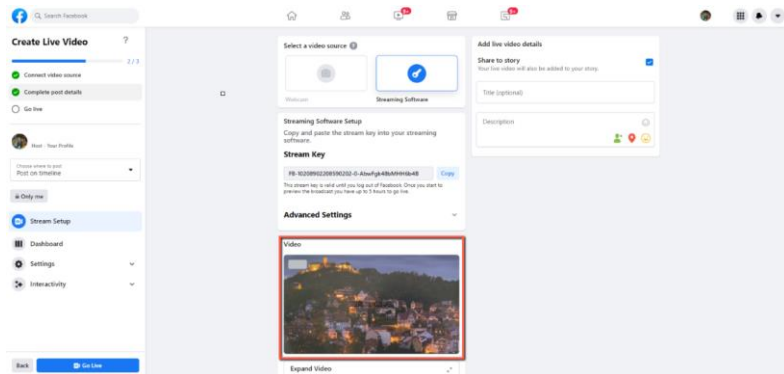 Search Facebook
9+
9+
Create Live Video
?
2 / 3
Connect video source
Complete post details
Go live
Host · Your Profile
Choose where to post
Post on timeline
Only me
Stream Setup
Dashboard
Settings
Interactivity
Back
Go Live
Select a video source
Webcam
Streaming Software
Streaming Software Setup
Copy and paste the stream key into your streaming
software.
Stream Key
Copy
This stream key is valid until you log out of Facebook. Once you start to
preview the broadcast you have up to 5 hours to go live.
Advanced Settings
Video
Expand Video
Add live video details
Share to story
Your live video will also be added to your story.
Title (optional)
Description